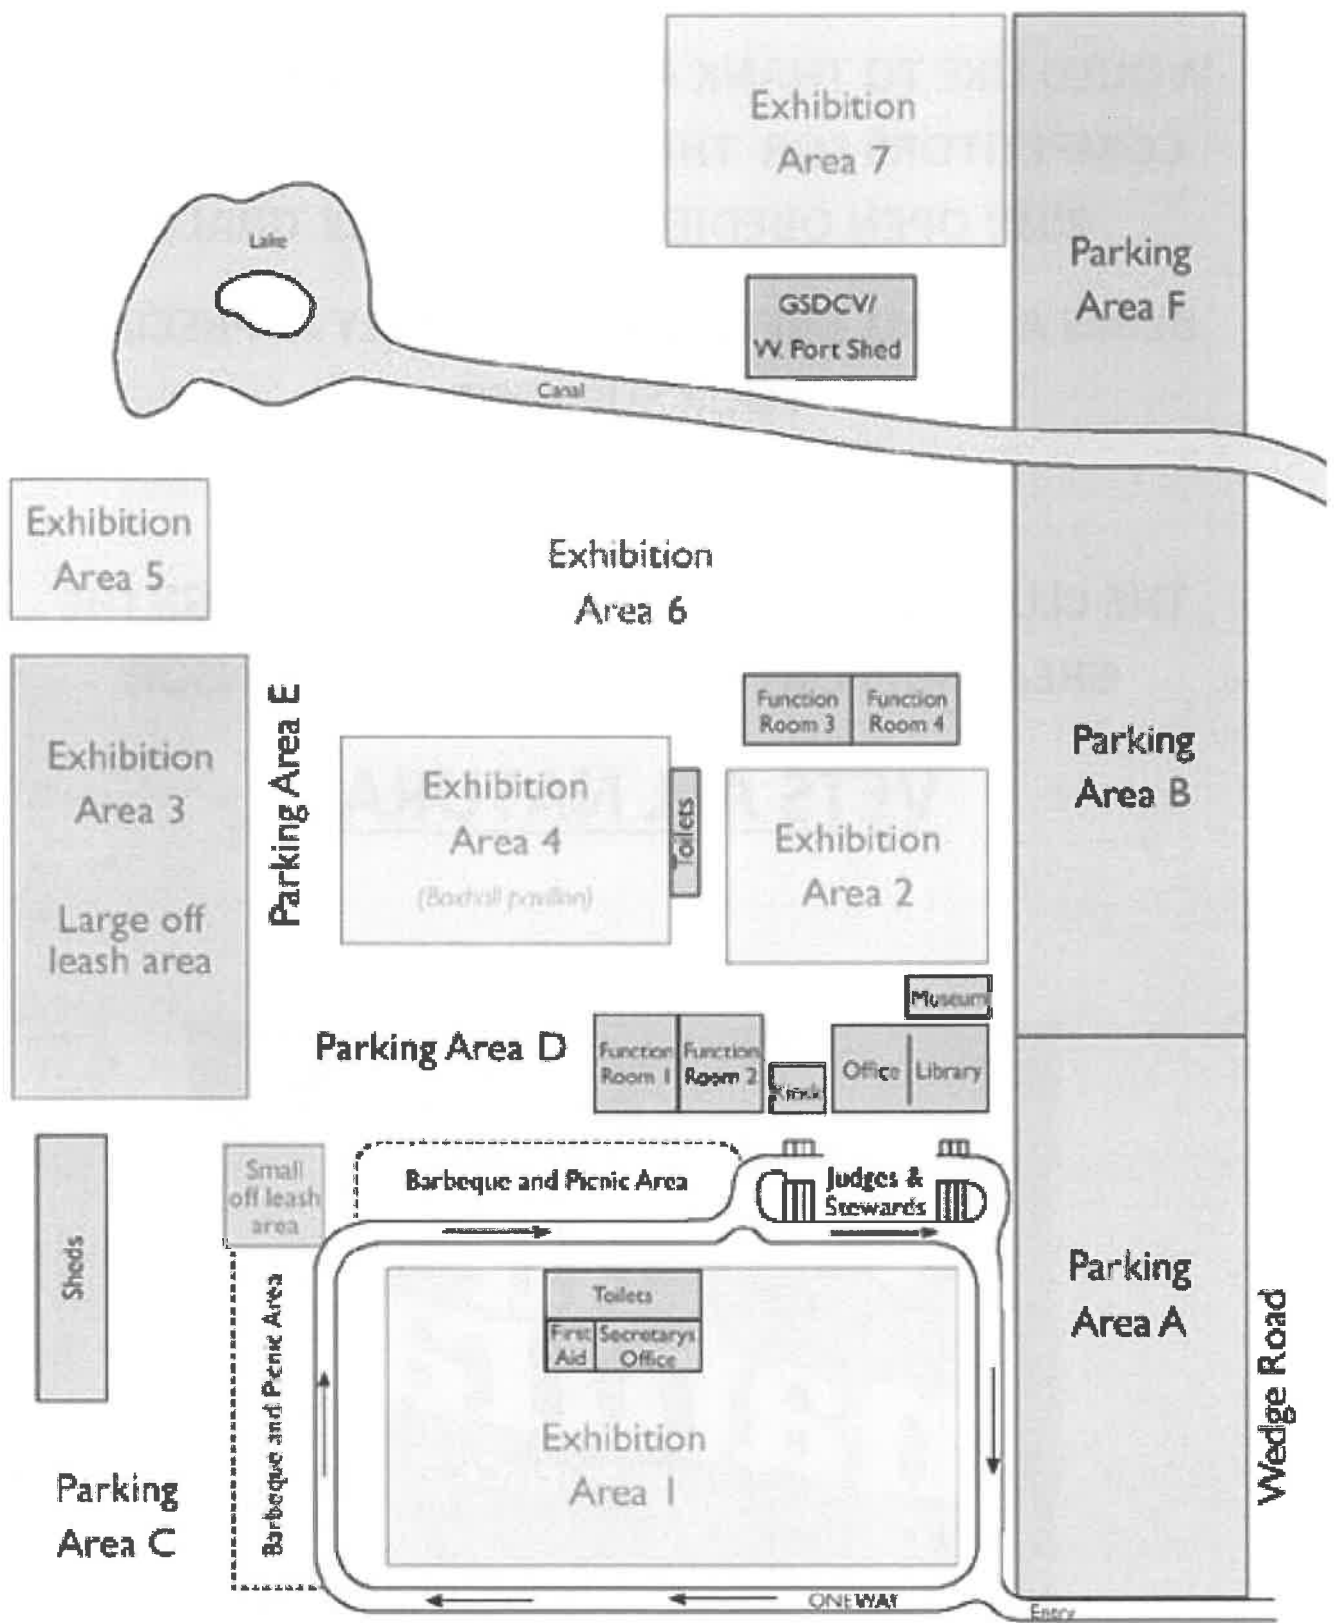 Exhibition
Area 7
Parking
Area F
Lake
GSDCV/
W. Port Shed
Canal
Exhibition
Area 5
Exhibition
Area 6
Function
Room 3
Function
Room 4
Parking Area E
Exhibition
Area 3
Large off
leash area
Exhibition
Area 4
(Boxhall pavilion)
Toilets
Exhibition
Area 2
Parking
Area B
Museum
Parking Area D
Function
Room 1
Function
Room 2
Office
Library
Small
off leash
area
Barbeque and Picnic Area
Judges &
Stewards
Sheds
Barbeque and Picnic Area
Toilets
First
Aid
Secretarys
Office
Exhibition
Area 1
Parking
Area A
Wedge Road
Parking
Area C
ONE WAY
Entry